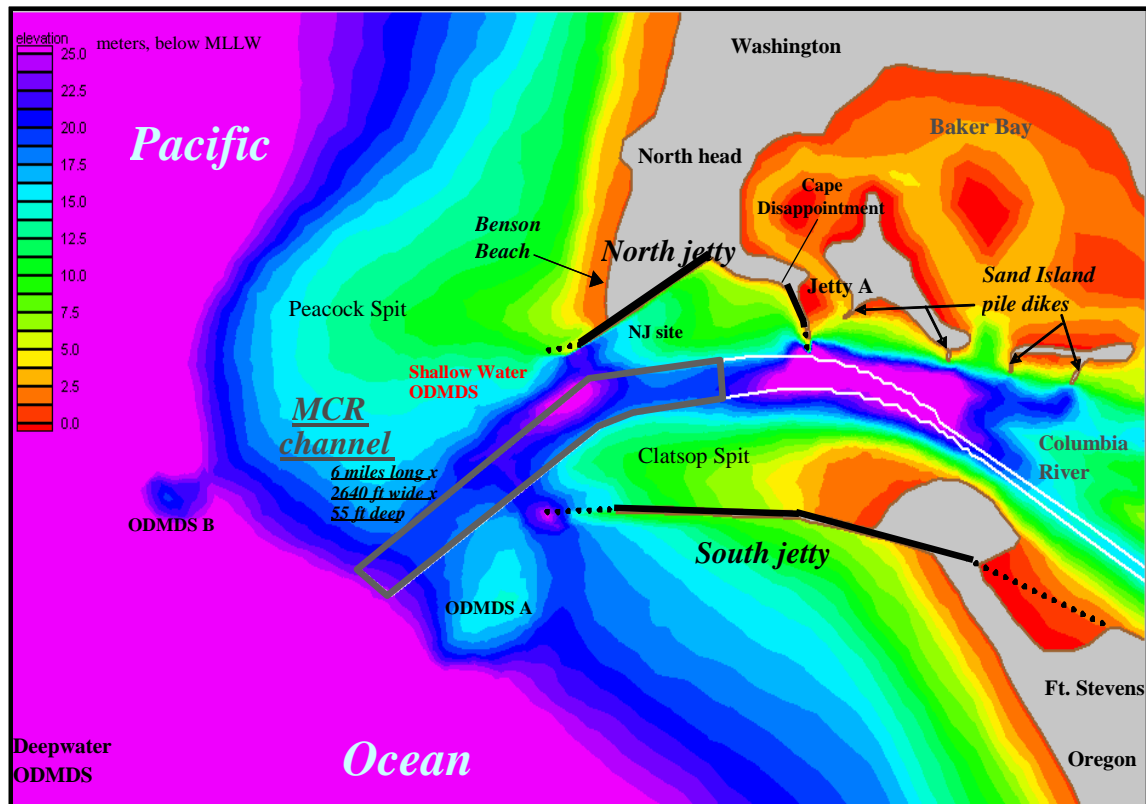 elevation
meters, below MLLW
25.0
22.5
20.0
17.5
15.0
12.5
10.0
7.5
5.0
2.5
0.0
Washington
Pacific
Baker Bay
North head
Cape
Disappointment
Benson
Beach
North jetty
Jetty A
Sand Island
pile dikes
Peacock Spit
NJ site
Shallow Water
ODMDS
MCR
channel
6 miles long x
2640 ft wide x
55 ft deep
Clatsop Spit
Columbia
River
ODMDS B
South jetty
ODMDS A
Ft. Stevens
Deepwater
ODMDS
Ocean
Oregon